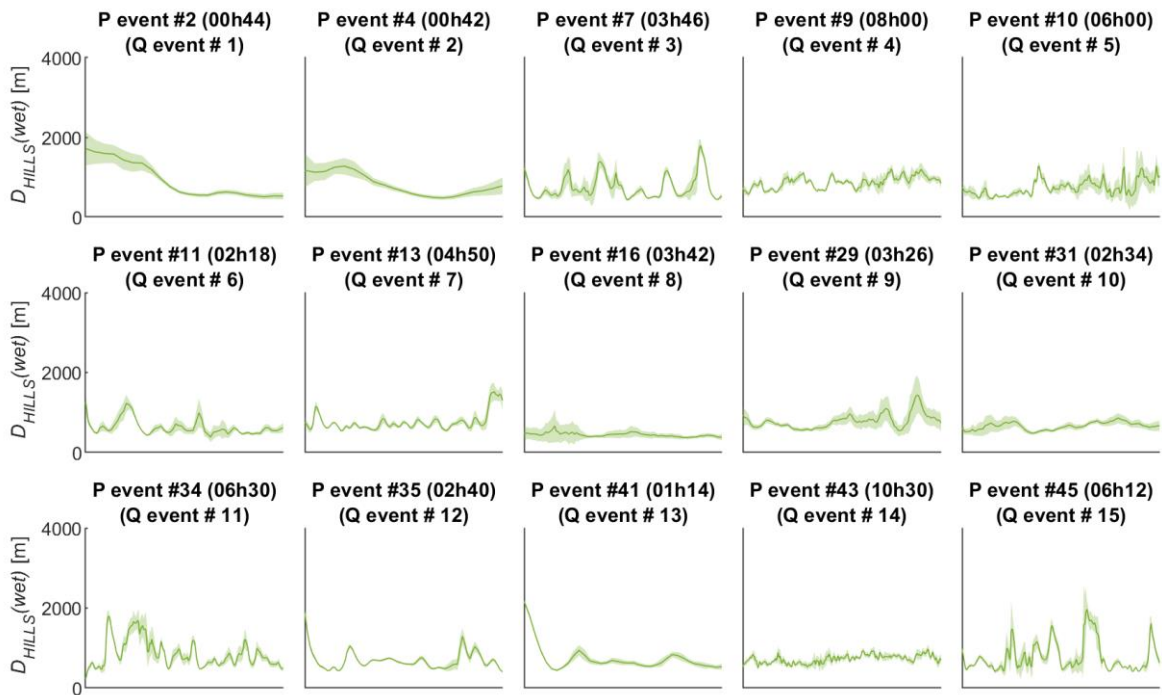 P event #2 (00h44)
(Q event # 1)
P event #4 (00h42)
(Q event # 2)
P event #7 (03h46)
(Q event # 3)
P event #9 (08h00)
(Q event # 4)
P event #10 (06h00)
(Q event # 5)
D_HILLS(wet) [m]
4000
2000
0
P event #11 (02h18)
(Q event # 6)
P event #13 (04h50)
(Q event # 7)
P event #16 (03h42)
(Q event # 8)
P event #29 (03h26)
(Q event # 9)
P event #31 (02h34)
(Q event # 10)
D_HILLS(wet) [m]
4000
2000
0
P event #34 (06h30)
(Q event # 11)
P event #35 (02h40)
(Q event # 12)
P event #41 (01h14)
(Q event # 13)
P event #43 (10h30)
(Q event # 14)
P event #45 (06h12)
(Q event # 15)
D_HILLS(wet) [m]
4000
2000
0